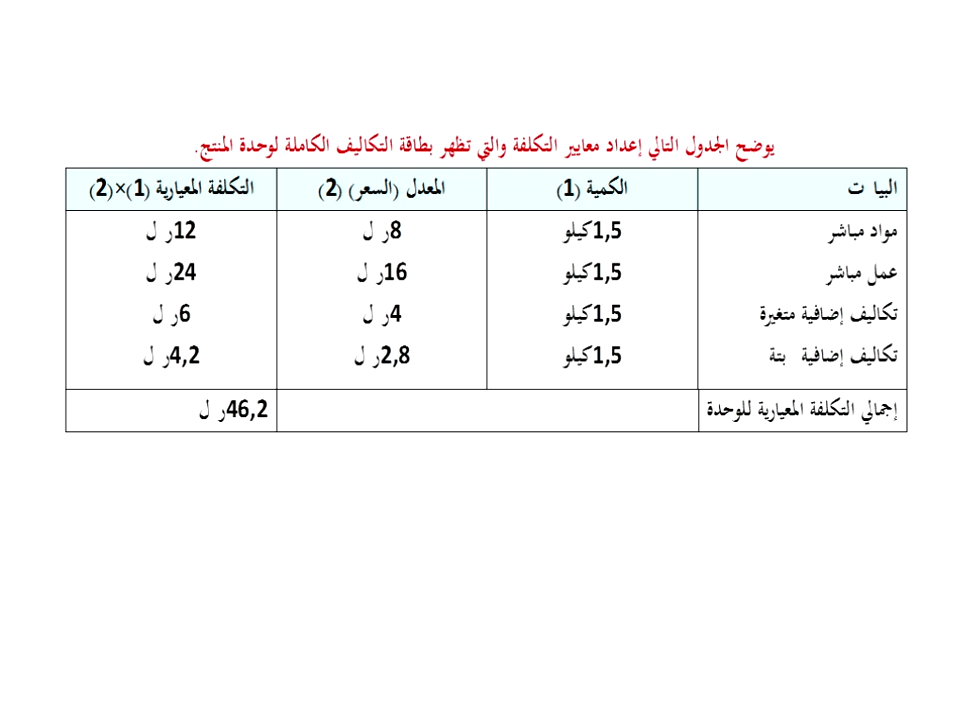 يوضح الجدول التالي إعداد معايير التكلفة والتي تظهر بطاقة التكاليف الكاملة لوحدة المنتج.
البيا ت الكمية (1) المعدل (السعر) (2) التكلفة المعيارية (1)×(2)
مواد مباشر 1,5كيلو 8ر ل 12ر ل
عمل مباشر 1,5كيلو 16ر ل 24ر ل
تكاليف إضافية متغيرة 1,5كيلو 4ر ل 6ر ل
تكاليف إضافية بتة 1,5كيلو 2,8ر ل 4,2ر ل
إجمالي التكلفة المعيارية للوحدة 46,2ر ل